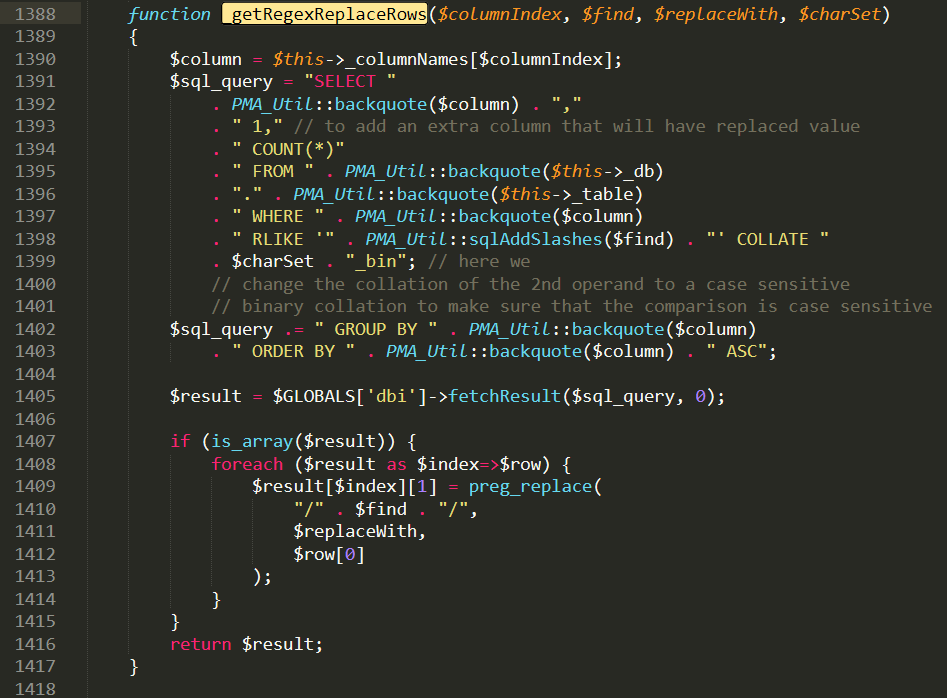 1388 function _getRegexReplaceRows($columnIndex, $find, $replaceWith, $charSet)
1389 {
1390 $column = $this->_columnNames[$columnIndex];
1391 $sql_query = "SELECT "
1392 . PMA_Util::backquote($column) . ","
1393 . " 1," // to add an extra column that will have replaced value
1394 . " COUNT(*)"
1395 . " FROM " . PMA_Util::backquote($this->_db)
1396 . "." . PMA_Util::backquote($this->_table)
1397 . " WHERE " . PMA_Util::backquote($column)
1398 . " RLIKE '" . PMA_Util::sqlAddSlashes($find) . "' COLLATE "
1399 . $charSet . "_bin"; // here we
1400 // change the collation of the 2nd operand to a case sensitive
1401 // binary collation to make sure that the comparison is case sensitive
1402 $sql_query .= " GROUP BY " . PMA_Util::backquote($column)
1403 . " ORDER BY " . PMA_Util::backquote($column) . " ASC";
1404
1405 $result = $GLOBALS['dbi']->fetchResult($sql_query, 0);
1406
1407 if (is_array($result)) {
1408 foreach ($result as $index=>$row) {
1409 $result[$index][1] = preg_replace(
1410 "/" . $find . "/",
1411 $replaceWith,
1412 $row[0]
1413 );
1414 }
1415 }
1416 return $result;
1417 }
1418